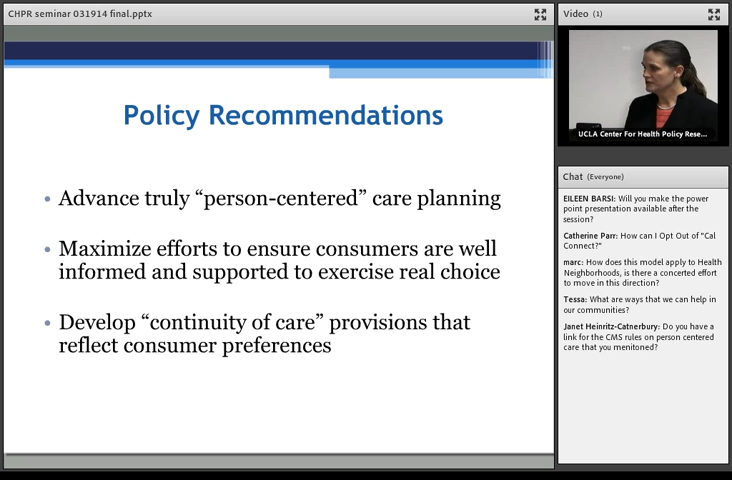 CHPR seminar 031914 final.pptx
Policy Recommendations
• Advance truly “person-centered” care planning
• Maximize efforts to ensure consumers are well
informed and supported to exercise real choice
• Develop “continuity of care” provisions that
reflect consumer preferences
Video (1)
UCLA Center For Health Policy Rese...
Chat (Everyone)
EILEEN BARSI: Will you make the power
point presentation available after the
session?
Catherine Parr: How can I Opt Out of "Cal
Connect?"
marc: How does this model apply to Health
Neighborhoods, is there a concerted effort
to move in this direction?
Tessa: What are ways that we can help in
our communities?
Janet Heinritz-Catnerbury: Do you have a
link for the CMS rules on person centered
care that you menitoned?